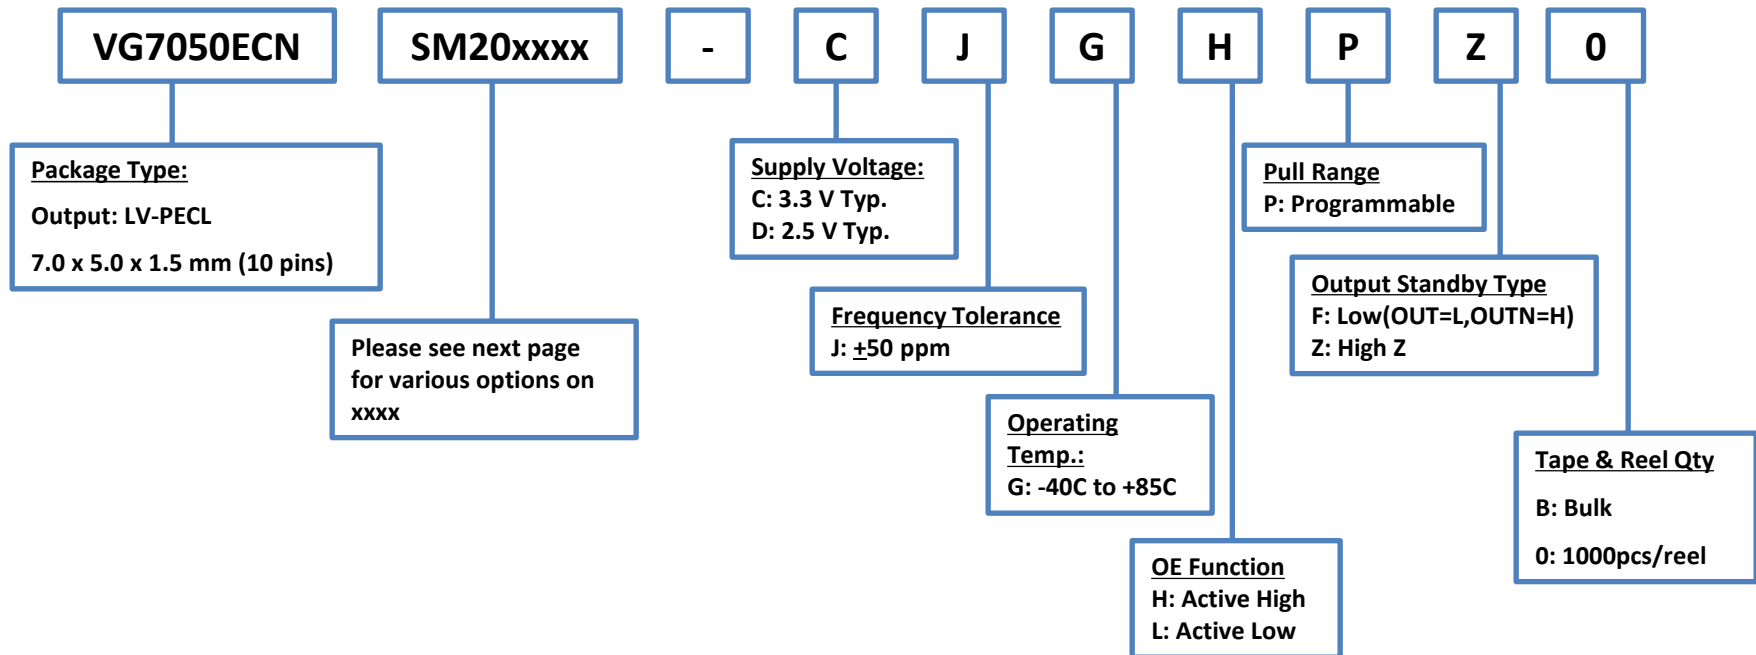 VG7050ECN SM20xxxx - C J G H P Z 0
Package Type:
Output: LV-PECL
7.0 x 5.0 x 1.5 mm (10 pins)
Please see next page
for various options on
xxxx
Supply Voltage:
C: 3.3 V Typ.
D: 2.5 V Typ.
Frequency Tolerance
J: ±50 ppm
Operating
Temp.:
G: -40C to +85C
OE Function
H: Active High
L: Active Low
Pull Range
P: Programmable
Output Standby Type
F: Low(OUT=L,OUTN=H)
Z: High Z
Tape & Reel Qty
B: Bulk
0: 1000pcs/reel